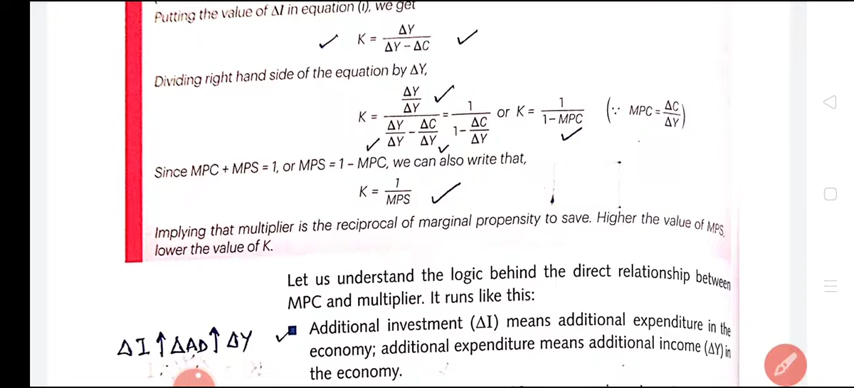 Putting the value of ΔI in equation (i), we get
K = ΔY / (ΔY – ΔC)
Dividing right hand side of the equation by ΔY,
K = (ΔY/ΔY) / (ΔY/ΔY – ΔC/ΔY) = 1 / (1 – ΔC/ΔY) or K = 1 / (1 – MPC) (∵ MPC = ΔC/ΔY)
Since MPC + MPS = 1, or MPS = 1 – MPC, we can also write that,
K = 1 / MPS
Implying that multiplier is the reciprocal of marginal propensity to save. Higher the value of MPS,
lower the value of K.
Let us understand the logic behind the direct relationship between
MPC and multiplier. It runs like this:
ΔI↑ΔAD↑ΔY
■ Additional investment (ΔI) means additional expenditure in the
economy; additional expenditure means additional income (ΔY) in
the economy.